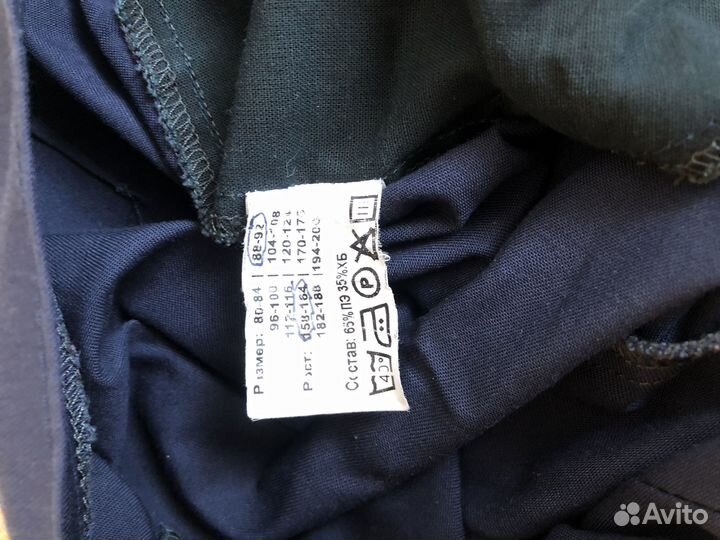 Размер: 80-84 | 88-92
96-100 | 104-108
112-116 | 120-124
Рост: 158-164 | 170-176
182-188 | 194-200
Состав: 65%ПЭ 35%ХБ
40°
P
Avito